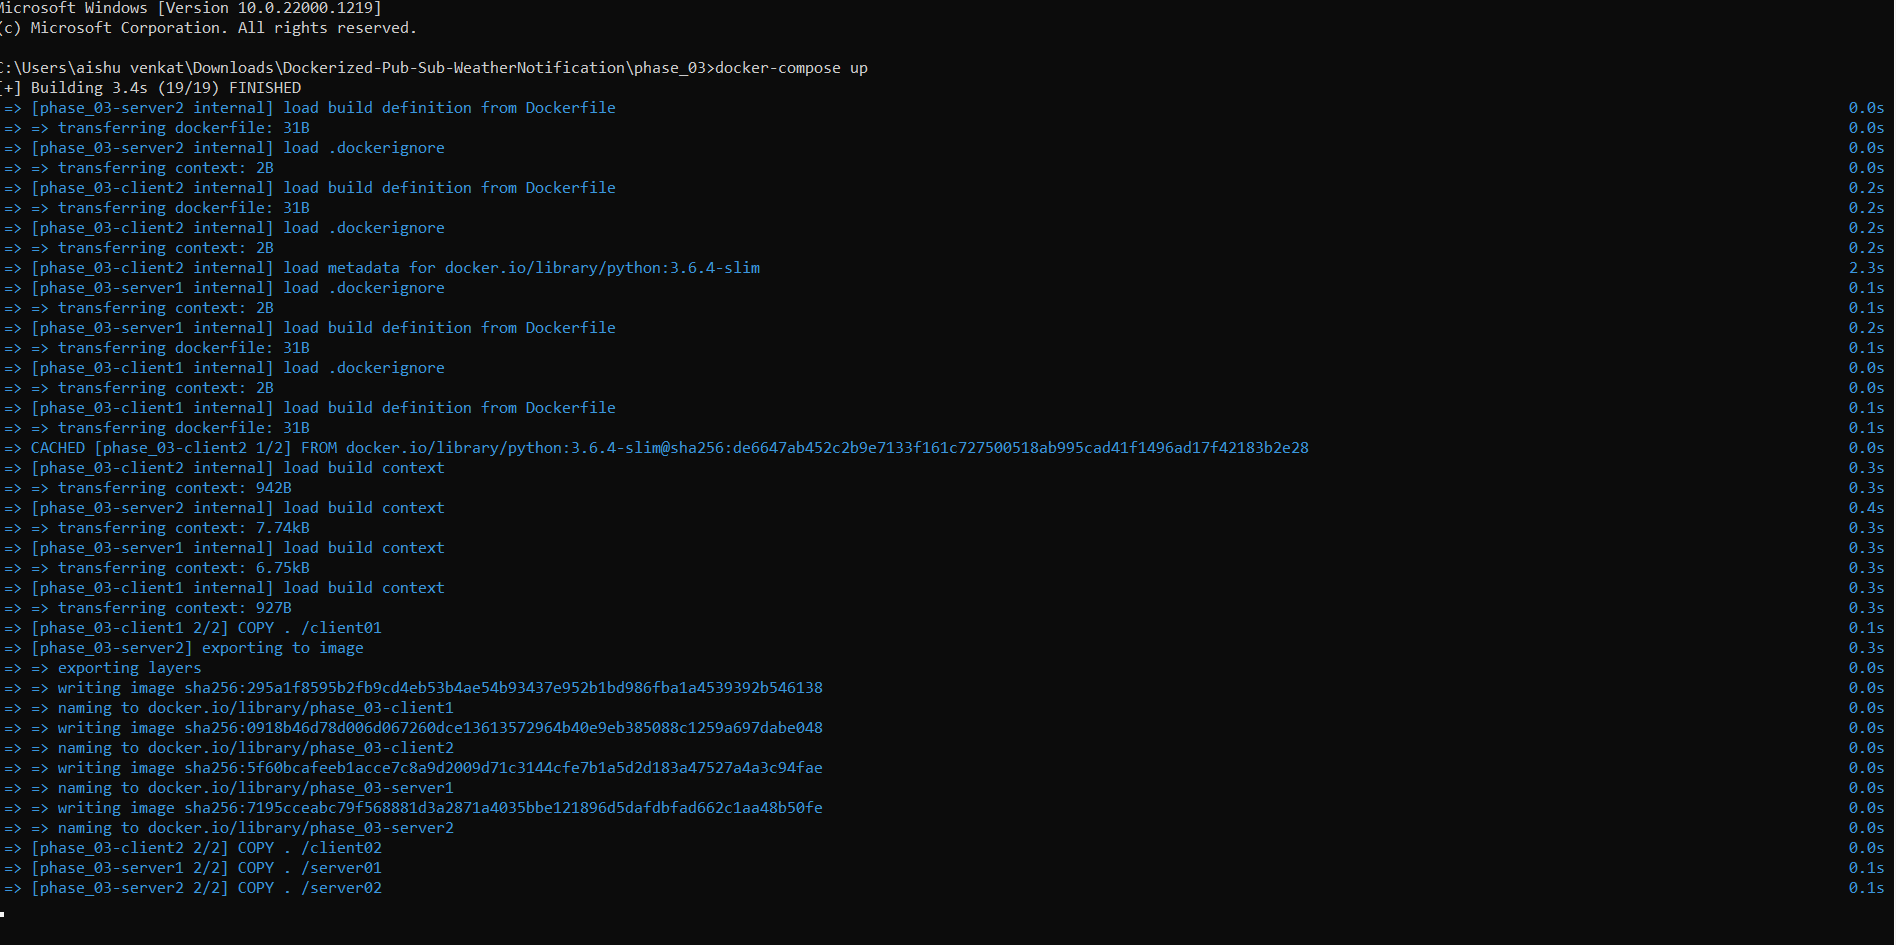 Microsoft Windows [Version 10.0.22000.1219]
(c) Microsoft Corporation. All rights reserved.
C:\Users\aishu venkat\Downloads\Dockerized-Pub-Sub-WeatherNotification\phase_03>docker-compose up
[+] Building 3.4s (19/19) FINISHED
=> [phase_03-server2 internal] load build definition from Dockerfile 0.0s
=> => transferring dockerfile: 31B 0.0s
=> [phase_03-server2 internal] load .dockerignore 0.0s
=> => transferring context: 2B 0.0s
=> [phase_03-client2 internal] load build definition from Dockerfile 0.2s
=> => transferring dockerfile: 31B 0.2s
=> [phase_03-client2 internal] load .dockerignore 0.2s
=> => transferring context: 2B 0.2s
=> [phase_03-client2 internal] load metadata for docker.io/library/python:3.6.4-slim 2.3s
=> [phase_03-server1 internal] load .dockerignore 0.1s
=> => transferring context: 2B 0.1s
=> [phase_03-server1 internal] load build definition from Dockerfile 0.2s
=> => transferring dockerfile: 31B 0.1s
=> [phase_03-client1 internal] load .dockerignore 0.0s
=> => transferring context: 2B 0.0s
=> [phase_03-client1 internal] load build definition from Dockerfile 0.1s
=> => transferring dockerfile: 31B 0.1s
=> CACHED [phase_03-client2 1/2] FROM docker.io/library/python:3.6.4-slim@sha256:de6647ab452c2b9e7133f161c727500518ab995cad41f1496ad17f42183b2e28 0.0s
=> [phase_03-client2 internal] load build context 0.3s
=> => transferring context: 942B 0.3s
=> [phase_03-server2 internal] load build context 0.4s
=> => transferring context: 7.74kB 0.3s
=> [phase_03-server1 internal] load build context 0.3s
=> => transferring context: 6.75kB 0.3s
=> [phase_03-client1 internal] load build context 0.3s
=> => transferring context: 927B 0.3s
=> [phase_03-client1 2/2] COPY . /client01 0.1s
=> [phase_03-server2] exporting to image 0.3s
=> => exporting layers 0.0s
=> => writing image sha256:295a1f8595b2fb9cd4eb53b4ae54b93437e952b1bd986fba1a4539392b546138 0.0s
=> => naming to docker.io/library/phase_03-client1 0.0s
=> => writing image sha256:0918b46d78d006d067260dce13613572964b40e9eb385088c1259a697dabe048 0.0s
=> => naming to docker.io/library/phase_03-client2 0.0s
=> => writing image sha256:5f60bcafeeb1acce7c8a9d2009d71c3144cfe7b1a5d2d183a47527a4a3c94fae 0.0s
=> => naming to docker.io/library/phase_03-server1 0.0s
=> => writing image sha256:7195cceabc79f568881d3a2871a4035bbe121896d5dafdbfad662c1aa48b50fe 0.0s
=> => naming to docker.io/library/phase_03-server2 0.0s
=> [phase_03-client2 2/2] COPY . /client02 0.0s
=> [phase_03-server1 2/2] COPY . /server01 0.1s
=> [phase_03-server2 2/2] COPY . /server02 0.1s